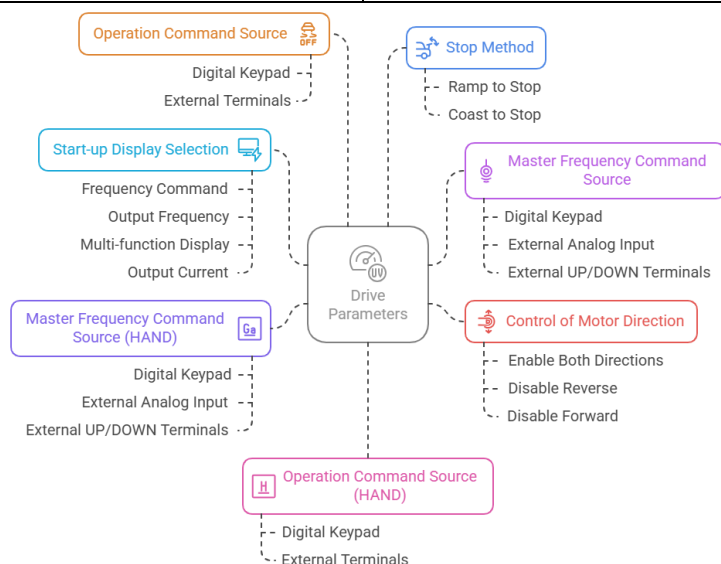 Operation Command Source
OFF
Digital Keypad
External Terminals
Stop Method
Ramp to Stop
Coast to Stop
Start-up Display Selection
Frequency Command
Output Frequency
Multi-function Display
Output Current
Master Frequency Command
Source
Digital Keypad
External Analog Input
External UP/DOWN Terminals
UV
Drive
Parameters
Master Frequency Command
Source (HAND)
Ga
Digital Keypad
External Analog Input
External UP/DOWN Terminals
Control of Motor Direction
Enable Both Directions
Disable Reverse
Disable Forward
H
Operation Command Source
(HAND)
Digital Keypad
External Terminals